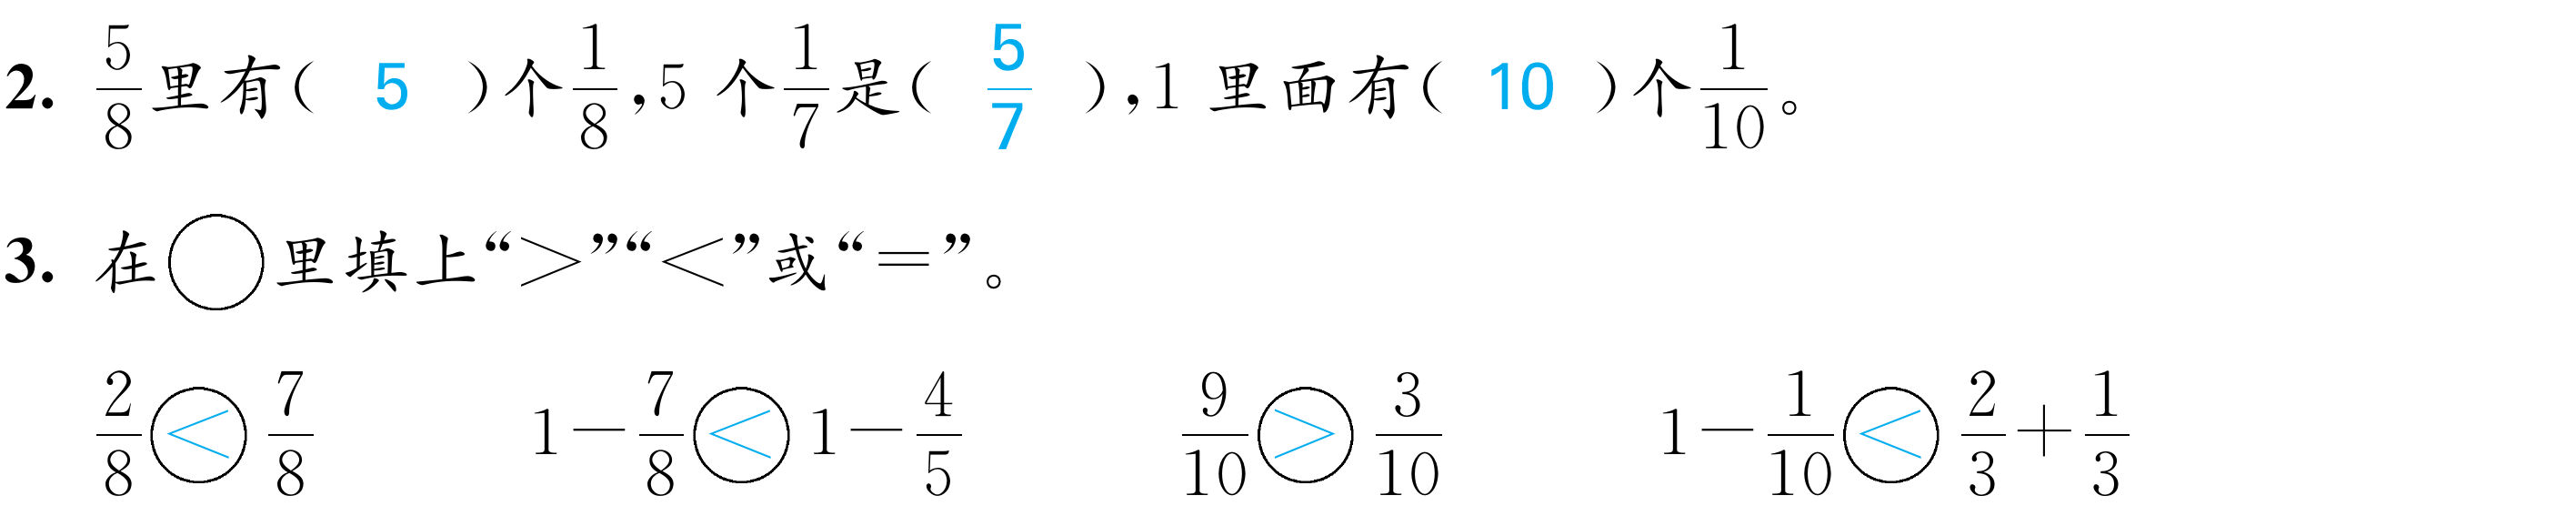 2. 5/8里有( 5 )个1/8,5 个1/7是( 5/7 ),1 里面有( 10 )个1/10。
3. 在○里填上“>”“<”或“=”。
2/8 < 7/8 1-7/8 < 1-4/5 9/10 > 3/10 1-1/10 < 2/3+1/3